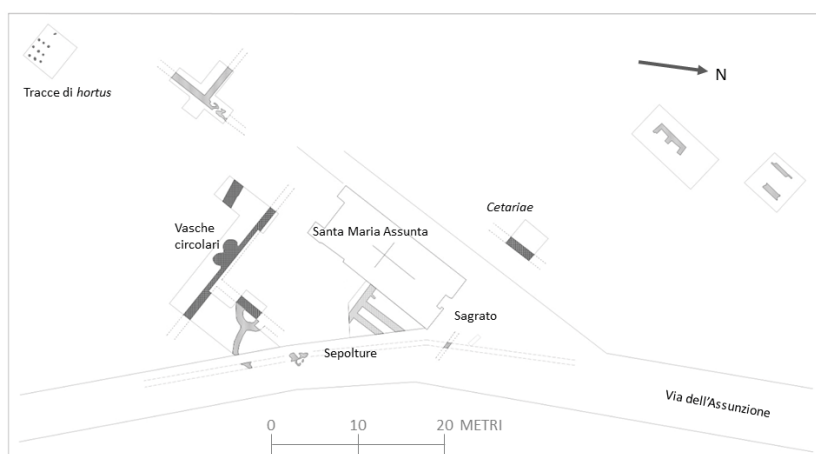 N
Tracce di hortus
Cetariae
Vasche
circolari
Santa Maria Assunta
Sagrato
Sepolture
Via dell'Assunzione
0 10 20 METRI